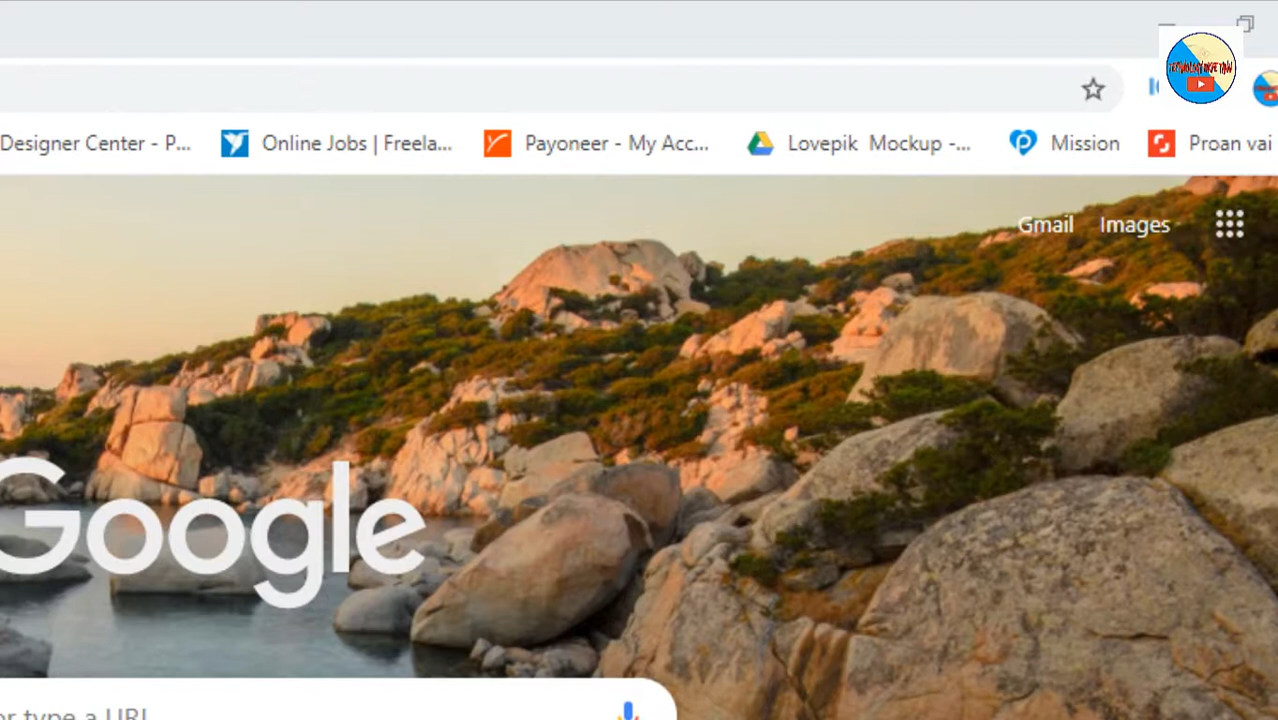 Designer Center - P... Online Jobs | Freela... Payoneer - My Acc... Lovepik Mockup -... Mission Proan vai
Gmail Images
Google
or type a URL